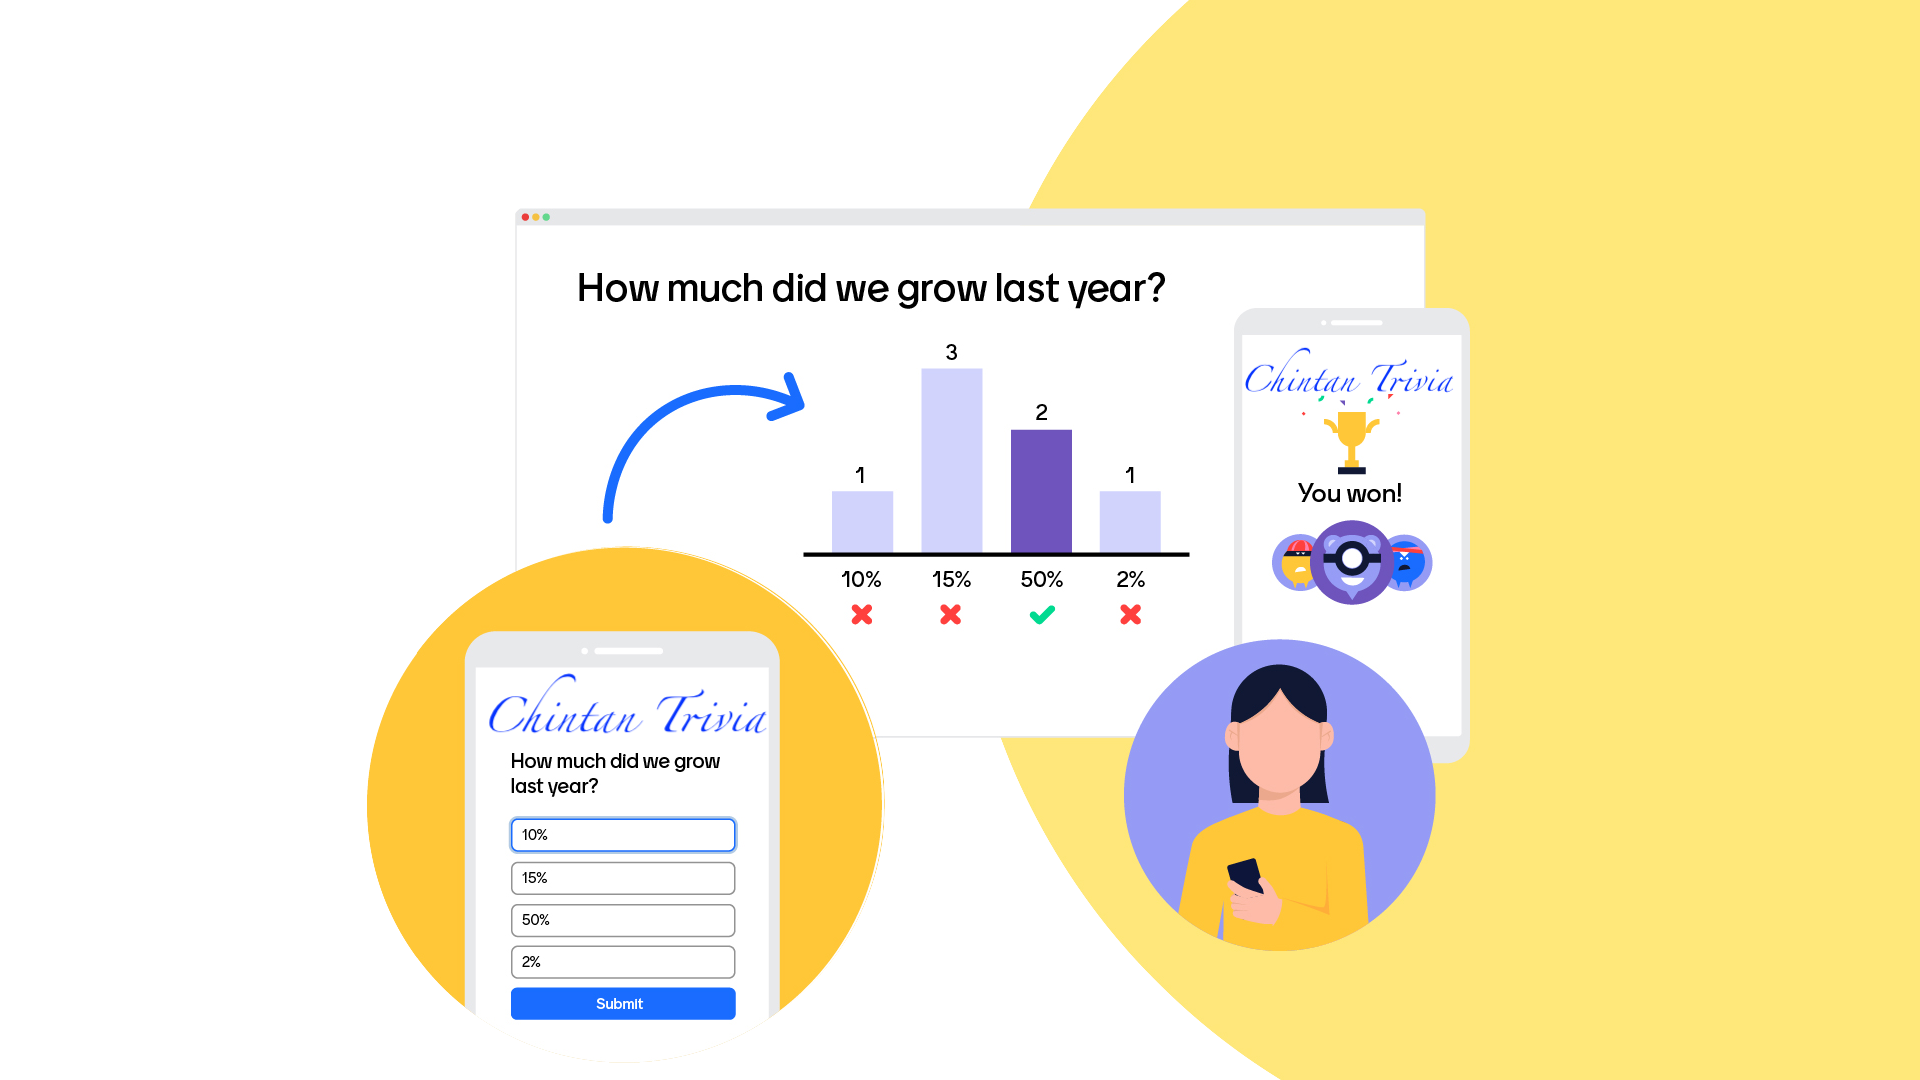 How much did we grow last year?
3
2
1
1
10% 15% 50% 2%
Chintan Trivia
You won!
Chintan Trivia
How much did we grow
last year?
10%
15%
50%
2%
Submit